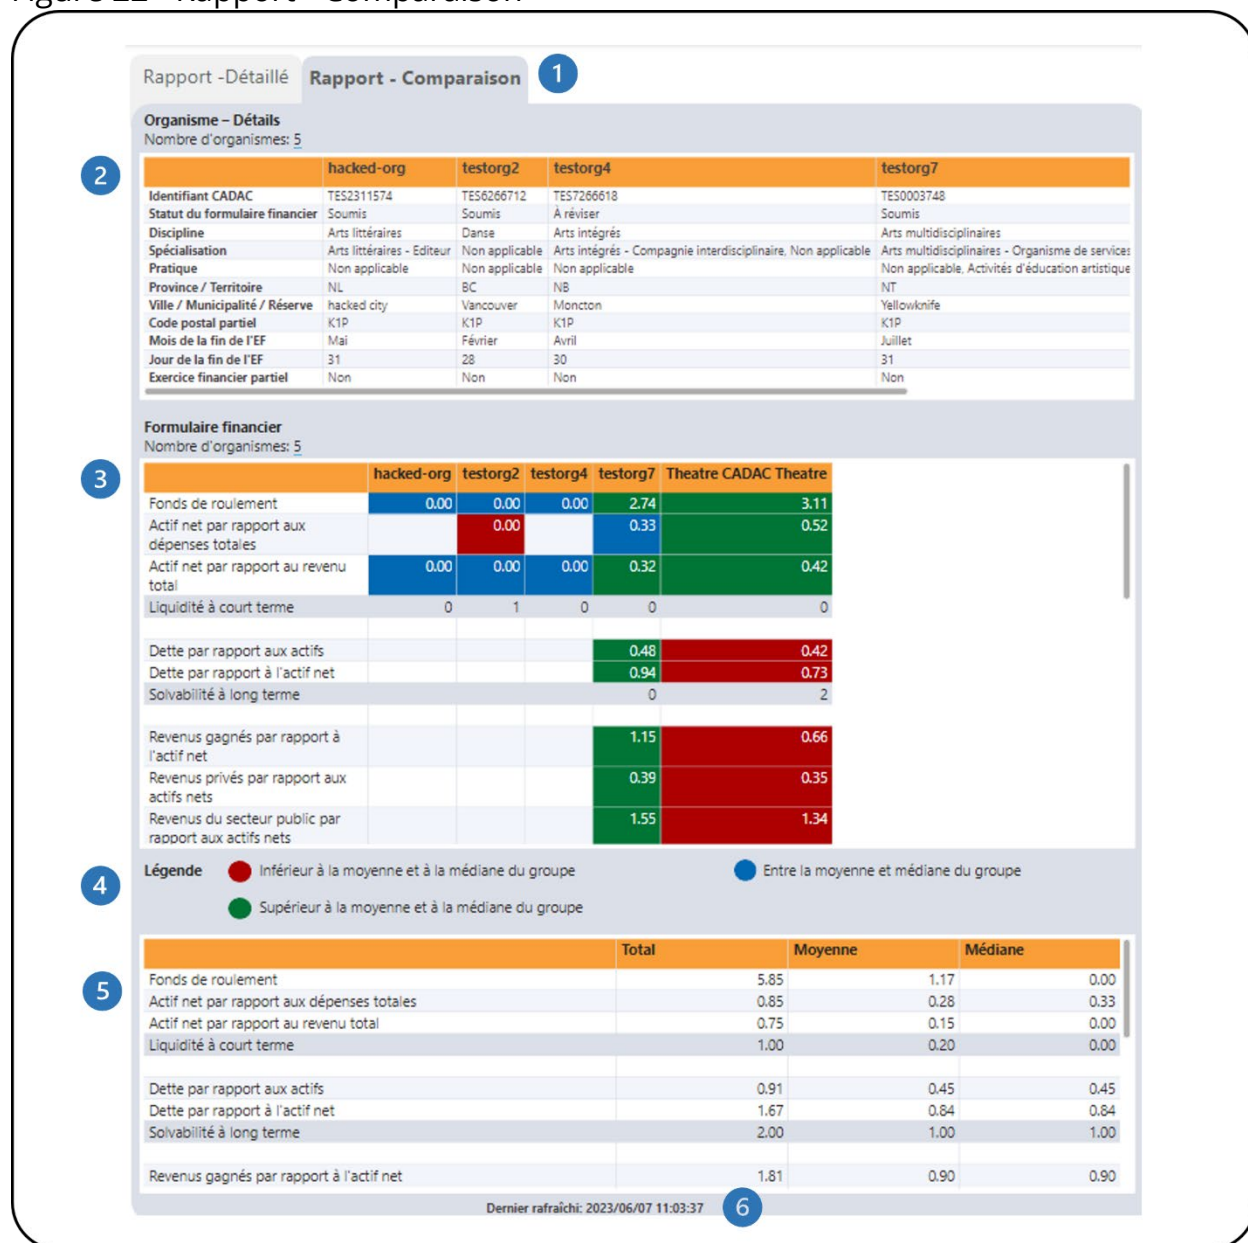 Figure 22 - Rapport - Comparaison
Rapport -Détaillé Rapport - Comparaison 1
Organisme – Détails
Nombre d'organismes: 5
2
hacked-org testorg2 testorg4 testorg7
Identifiant CADAC TES2311574 TES6266712 TES7266618 TES0003748
Statut du formulaire financier Soumis Soumis À réviser Soumis
Discipline Arts littéraires Danse Arts intégrés Arts multidisciplinaires
Spécialisation Arts littéraires - Editeur Non applicable Arts intégrés - Compagnie interdisciplinaire, Non applicable Arts multidisciplinaires - Organisme de services
Pratique Non applicable Non applicable Non applicable Non applicable, Activités d'éducation artistique
Province / Territoire NL BC NB NT
Ville / Municipalité / Réserve hacked city Vancouver Moncton Yellowknife
Code postal partiel K1P K1P K1P K1P
Mois de la fin de l'EF Mai Février Avril Juillet
Jour de la fin de l'EF 31 28 30 31
Exercice financier partiel Non Non Non Non
Formulaire financier
Nombre d'organismes: 5
3
hacked-org testorg2 testorg4 testorg7 Theatre CADAC Theatre
Fonds de roulement 0.00 0.00 0.00 2.74 3.11
Actif net par rapport aux 0.00 0.33 0.52
dépenses totales
Actif net par rapport au revenu 0.00 0.00 0.00 0.32 0.42
total
Liquidité à court terme 0 1 0 0 0
Dette par rapport aux actifs 0.48 0.42
Dette par rapport à l'actif net 0.94 0.73
Solvabilité à long terme 0 2
Revenus gagnés par rapport à 1.15 0.66
l'actif net
Revenus privés par rapport aux 0.39 0.35
actifs nets
Revenus du secteur public par 1.55 1.34
rapport aux actifs nets
4
Légende Inférieur à la moyenne et à la médiane du groupe Entre la moyenne et médiane du groupe
Supérieur à la moyenne et à la médiane du groupe
Total Moyenne Médiane
5
Fonds de roulement 5.85 1.17 0.00
Actif net par rapport aux dépenses totales 0.85 0.28 0.33
Actif net par rapport au revenu total 0.75 0.15 0.00
Liquidité à court terme 1.00 0.20 0.00
Dette par rapport aux actifs 0.91 0.45 0.45
Dette par rapport à l'actif net 1.67 0.84 0.84
Solvabilité à long terme 2.00 1.00 1.00
Revenus gagnés par rapport à l'actif net 1.81 0.90 0.90
Dernier rafraîchi: 2023/06/07 11:03:37 6